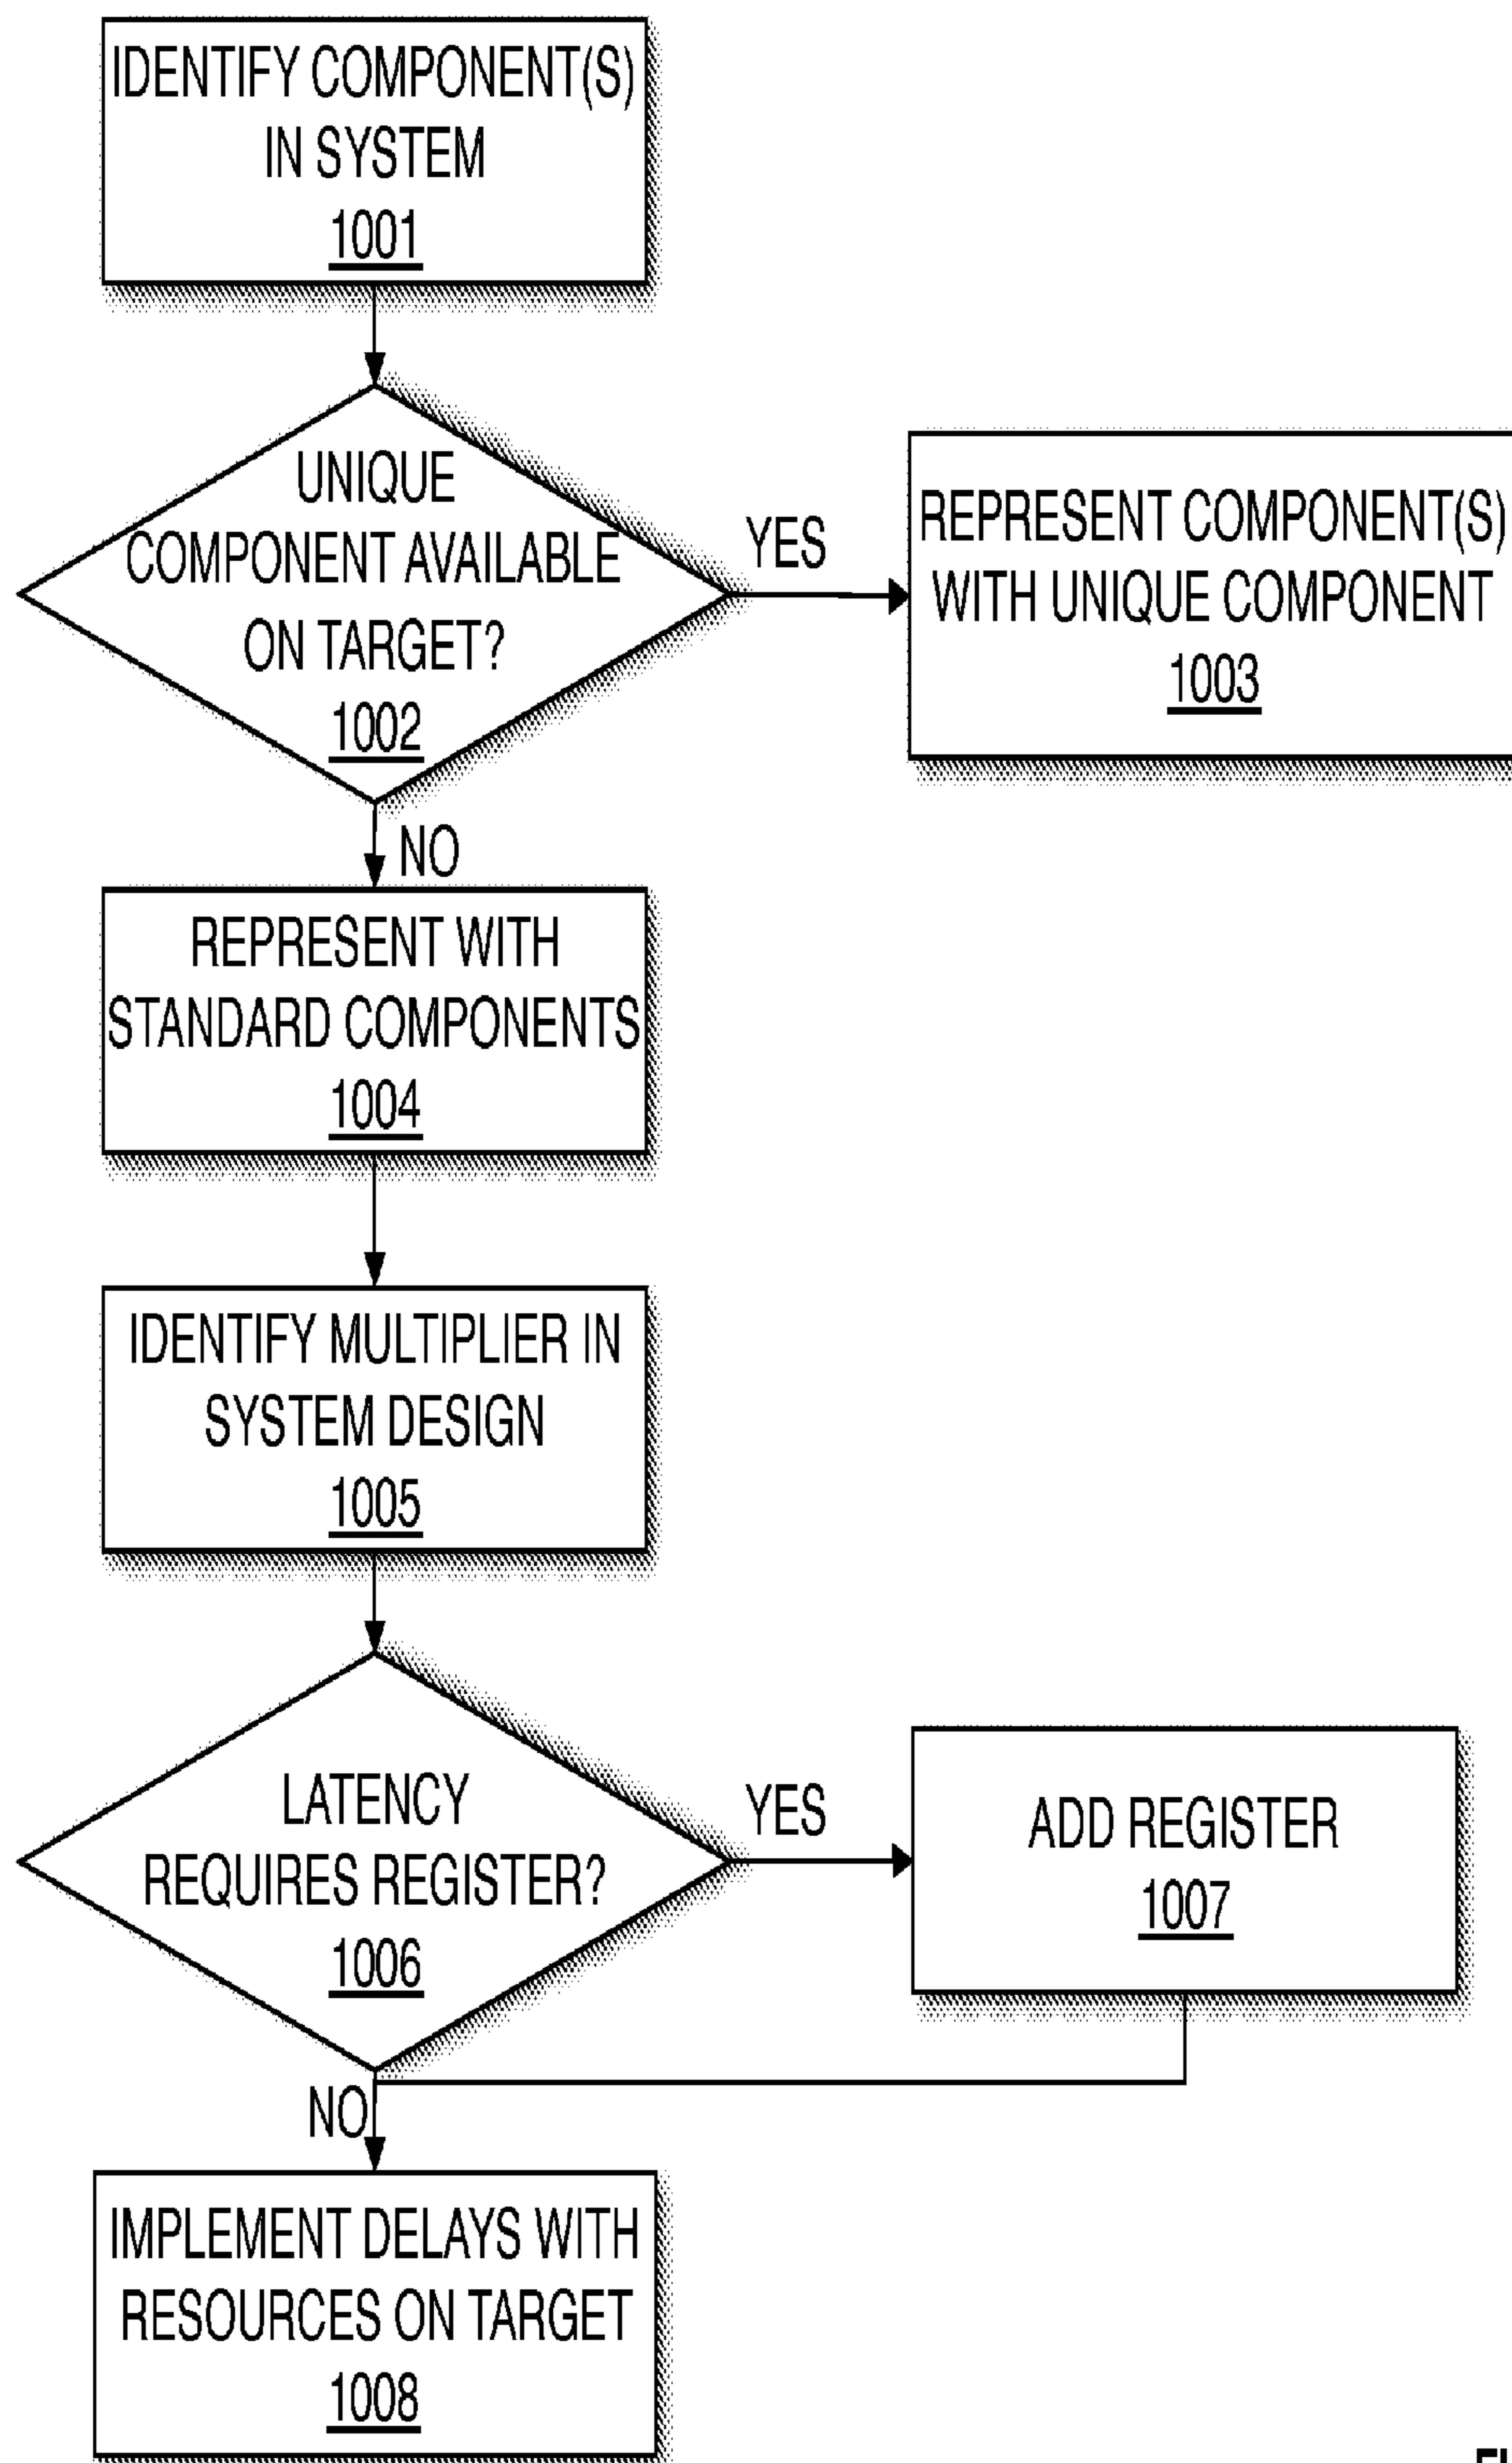 IDENTIFY COMPONENT(S)
IN SYSTEM
1001
UNIQUE
COMPONENT AVAILABLE
ON TARGET?
1002
YES
REPRESENT COMPONENT(S)
WITH UNIQUE COMPONENT
1003
NO
REPRESENT WITH
STANDARD COMPONENTS
1004
IDENTIFY MULTIPLIER IN
SYSTEM DESIGN
1005
LATENCY
REQUIRES REGISTER?
1006
YES
ADD REGISTER
1007
NO
IMPLEMENT DELAYS WITH
RESOURCES ON TARGET
1008